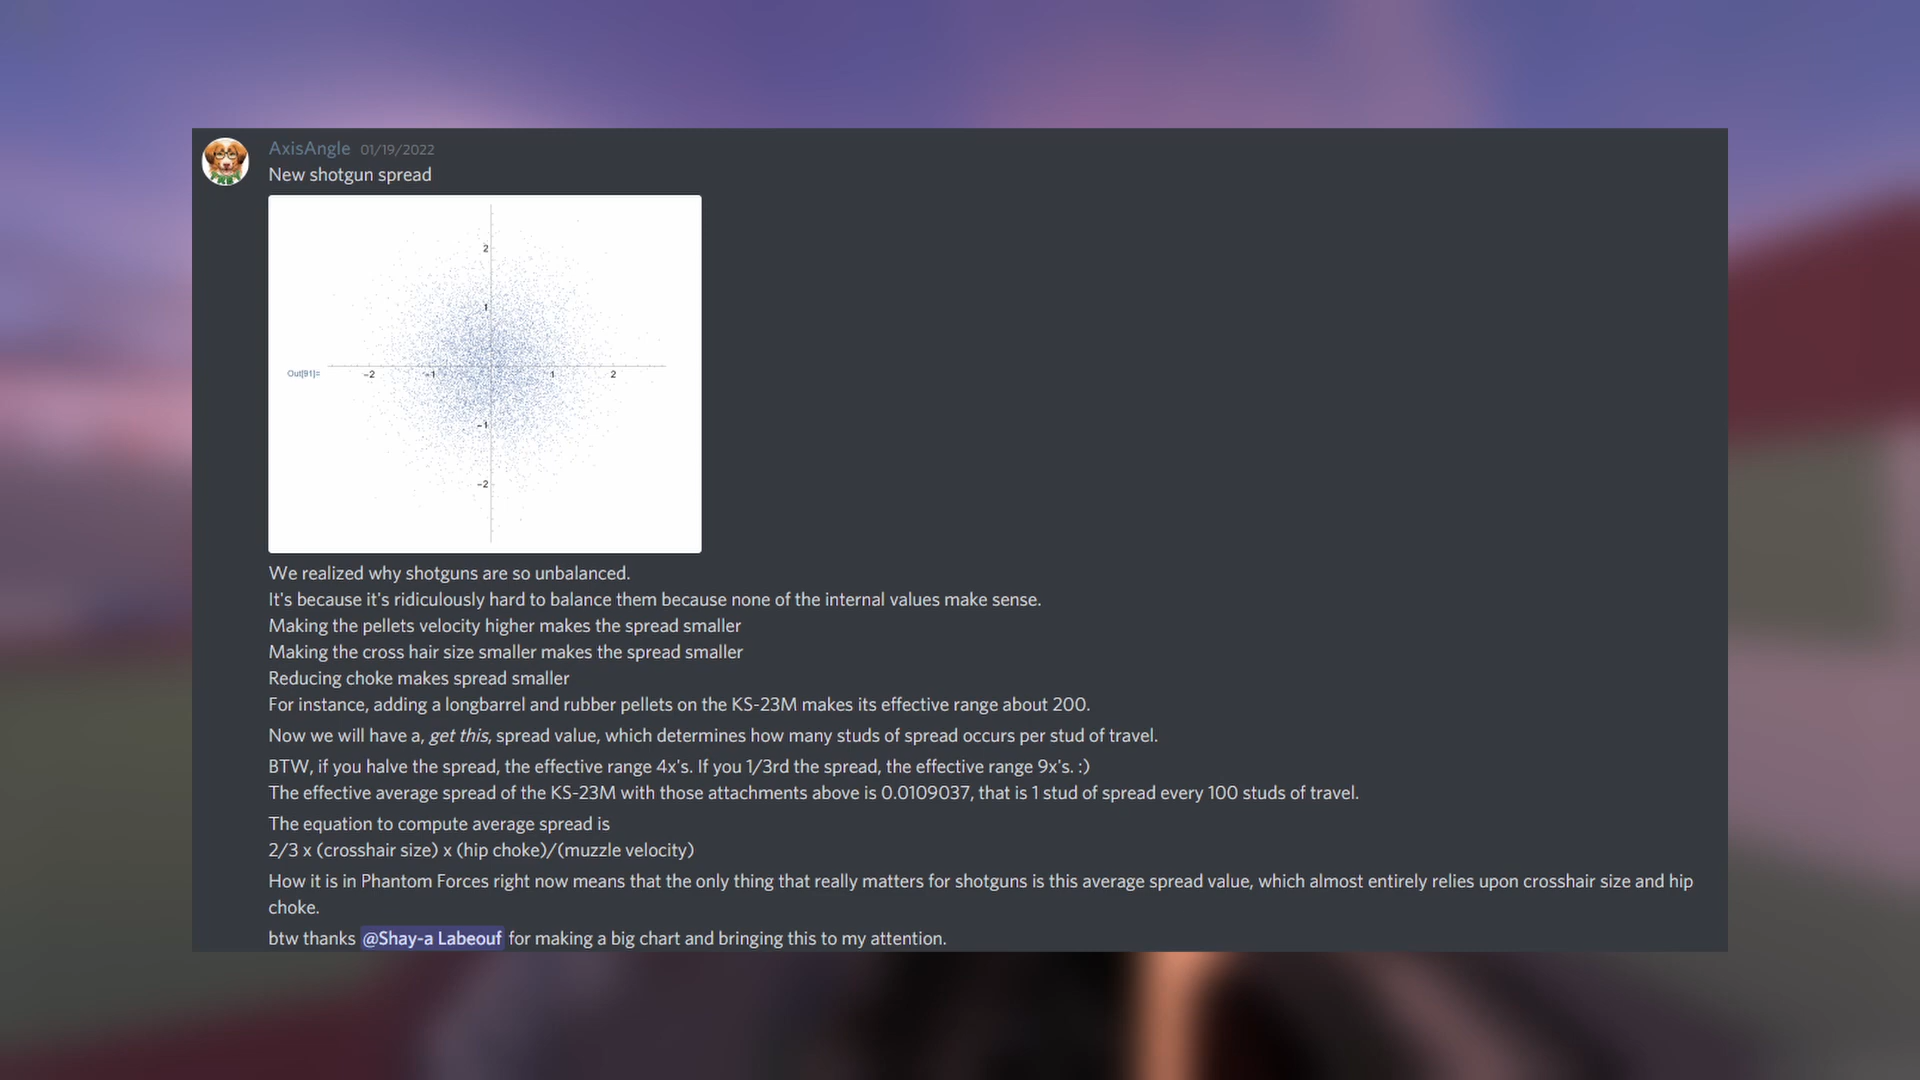 AxisAngle 01/19/2022
New shotgun spread
2
1
Out[91]=
-2 -1 1 2
-1
-2
We realized why shotguns are so unbalanced.
It's because it's ridiculously hard to balance them because none of the internal values make sense.
Making the pellets velocity higher makes the spread smaller
Making the cross hair size smaller makes the spread smaller
Reducing choke makes spread smaller
For instance, adding a longbarrel and rubber pellets on the KS-23M makes its effective range about 200.
Now we will have a, get this, spread value, which determines how many studs of spread occurs per stud of travel.
BTW, if you halve the spread, the effective range 4x's. If you 1/3rd the spread, the effective range 9x's. :)
The effective average spread of the KS-23M with those attachments above is 0.0109037, that is 1 stud of spread every 100 studs of travel.
The equation to compute average spread is
2/3 x (crosshair size) x (hip choke)/(muzzle velocity)
How it is in Phantom Forces right now means that the only thing that really matters for shotguns is this average spread value, which almost entirely relies upon crosshair size and hip
choke.
btw thanks @Shay-a Labeouf for making a big chart and bringing this to my attention.